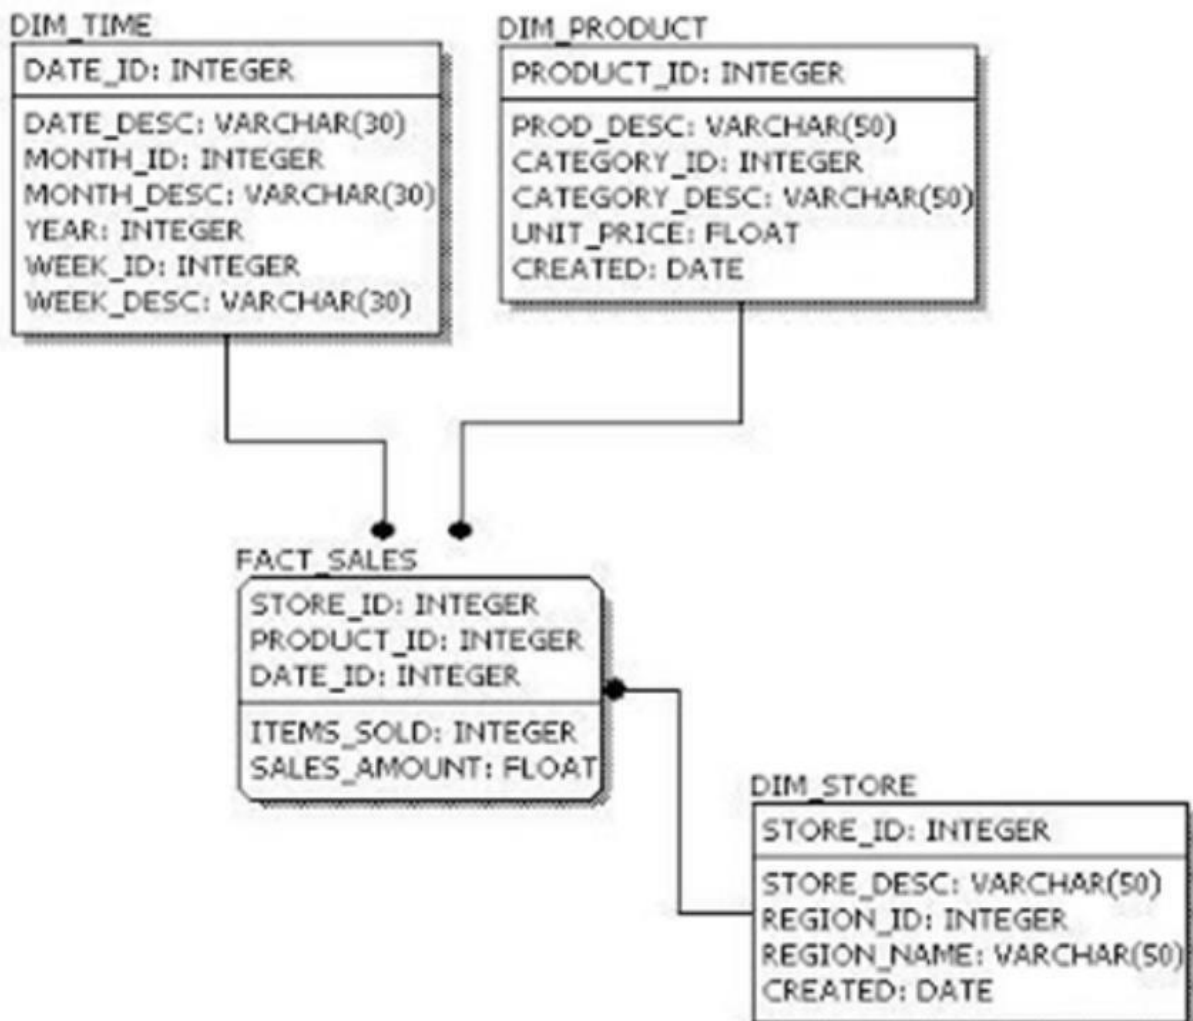 DIM_TIME
DATE_ID: INTEGER
DATE_DESC: VARCHAR(30)
MONTH_ID: INTEGER
MONTH_DESC: VARCHAR(30)
YEAR: INTEGER
WEEK_ID: INTEGER
WEEK_DESC: VARCHAR(30)
DIM_PRODUCT
PRODUCT_ID: INTEGER
PROD_DESC: VARCHAR(50)
CATEGORY_ID: INTEGER
CATEGORY_DESC: VARCHAR(50)
UNIT_PRICE: FLOAT
CREATED: DATE
FACT_SALES
STORE_ID: INTEGER
PRODUCT_ID: INTEGER
DATE_ID: INTEGER
ITEMS_SOLD: INTEGER
SALES_AMOUNT: FLOAT
DIM_STORE
STORE_ID: INTEGER
STORE_DESC: VARCHAR(50)
REGION_ID: INTEGER
REGION_NAME: VARCHAR(50)
CREATED: DATE